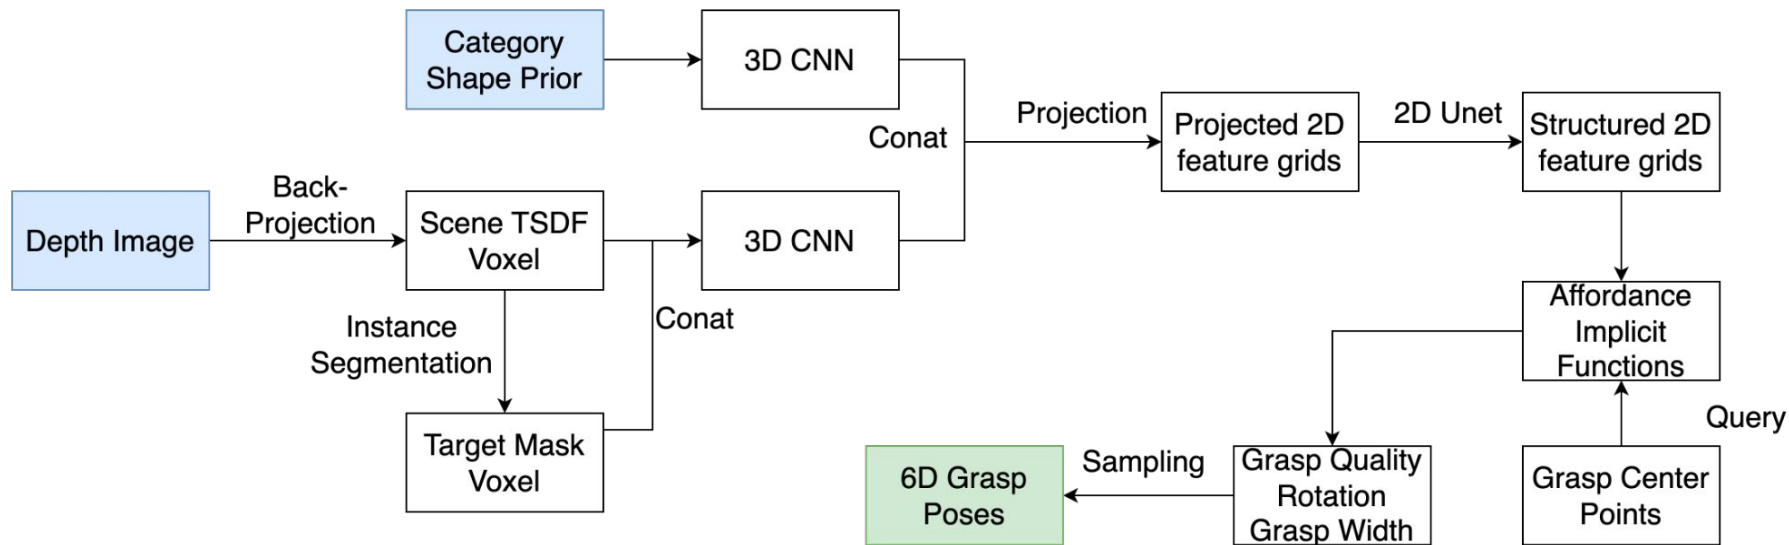 Category
Shape Prior
3D CNN
Conat
Projection
Projected 2D
feature grids
2D Unet
Structured 2D
feature grids
Depth Image
Back-
Projection
Scene TSDF
Voxel
3D CNN
Instance
Segmentation
Conat
Target Mask
Voxel
Affordance
Implicit
Functions
Query
Grasp Center
Points
Grasp Quality
Rotation
Grasp Width
Sampling
6D Grasp
Poses